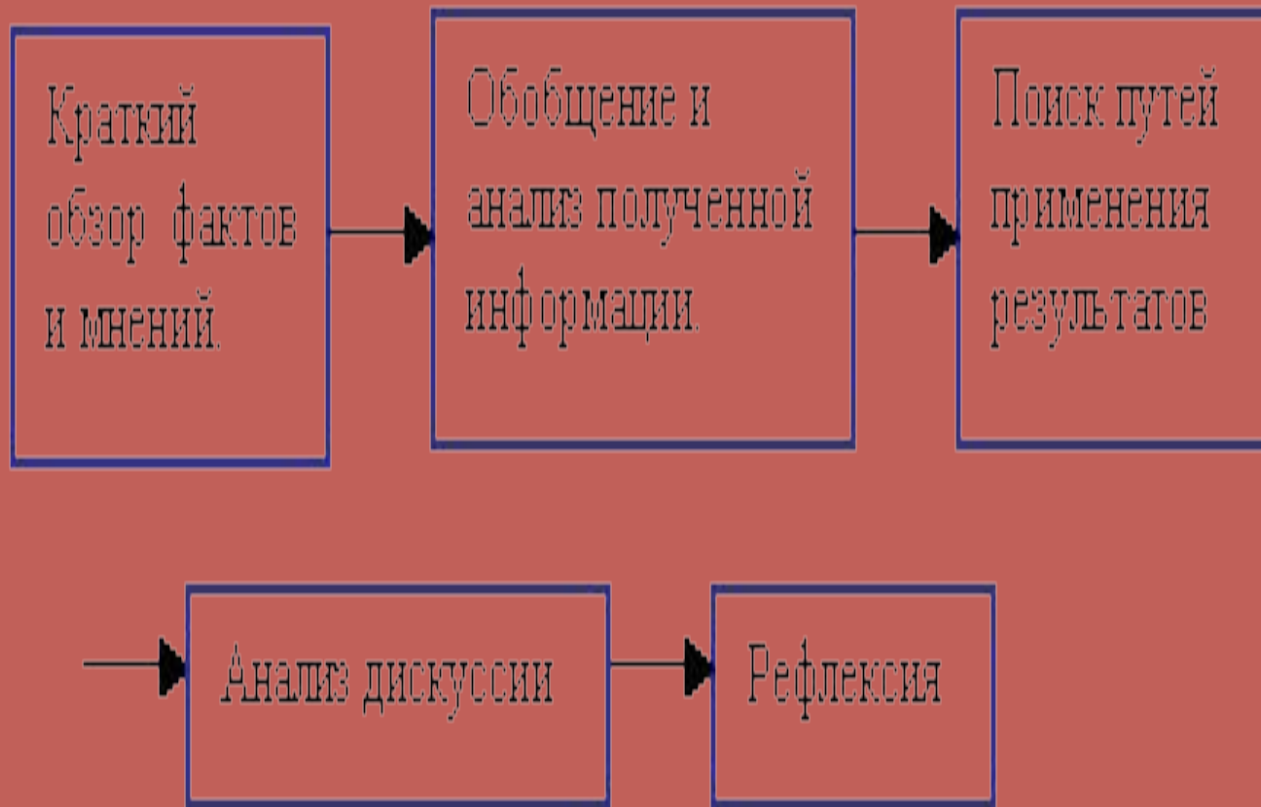 Краткий
обзор фактов
и мнений.
Обобщение и
анализ полученной
информации.
Поиск путей
применения
результатов
Анализ дискуссии
Рефлексия